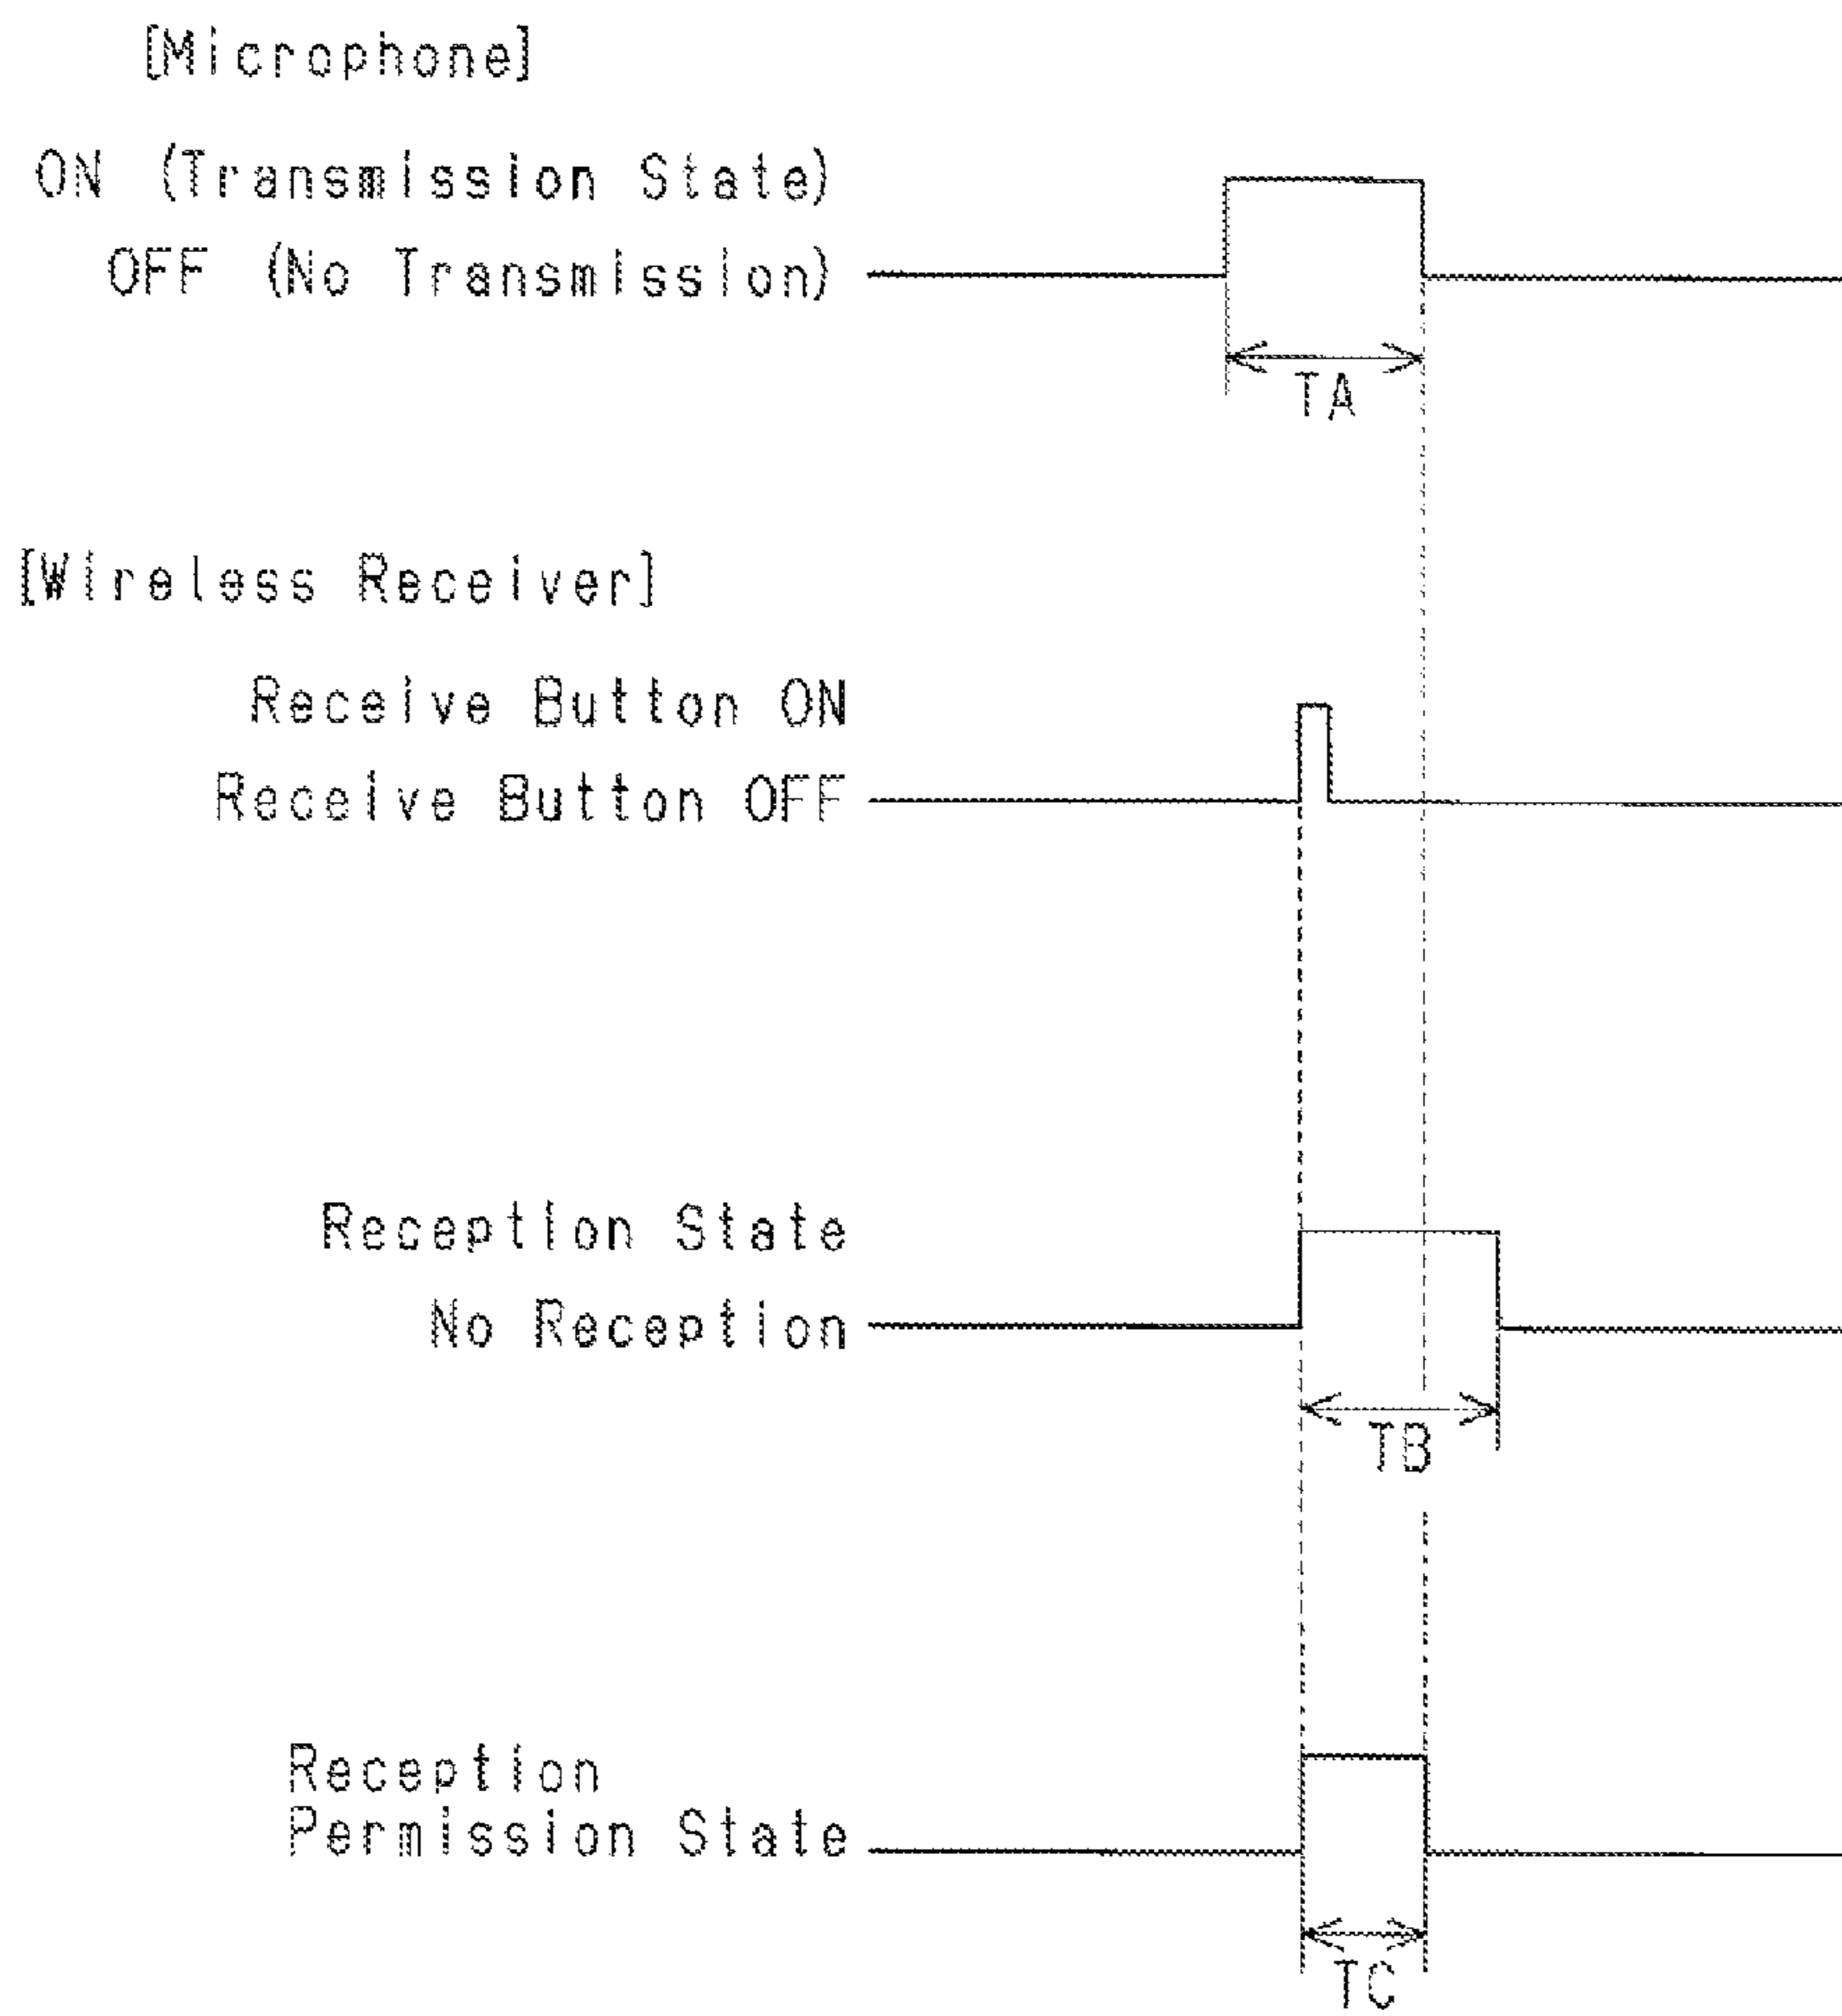 [Microphone]
ON (Transmission State)
OFF (No Transmission)
TA
[Wireless Receiver]
Receive Button ON
Receive Button OFF
Reception State
No Reception
TB
Reception
Permission State
TC